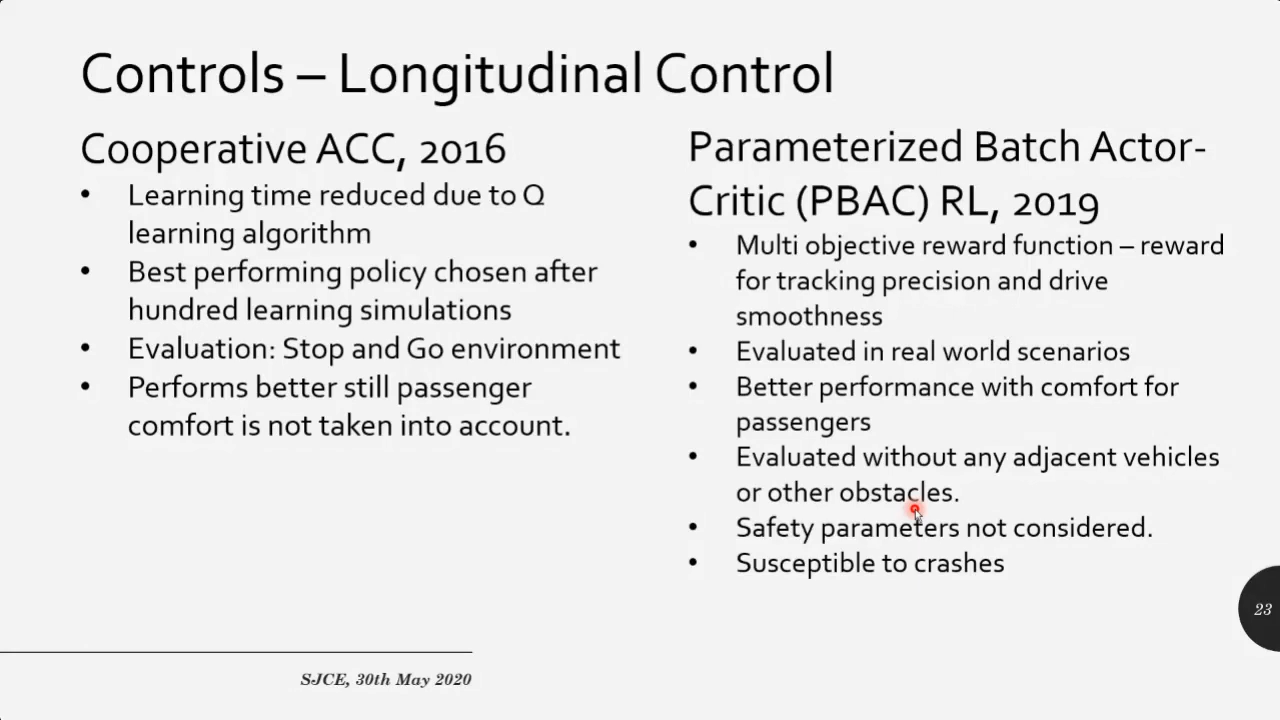 Controls – Longitudinal Control
Cooperative ACC, 2016
• Learning time reduced due to Q
learning algorithm
• Best performing policy chosen after
hundred learning simulations
• Evaluation: Stop and Go environment
• Performs better still passenger
comfort is not taken into account.
Parameterized Batch Actor-
Critic (PBAC) RL, 2019
• Multi objective reward function – reward
for tracking precision and drive
smoothness
• Evaluated in real world scenarios
• Better performance with comfort for
passengers
• Evaluated without any adjacent vehicles
or other obstacles.
• Safety parameters not considered.
• Susceptible to crashes
23
SJCE, 30th May 2020